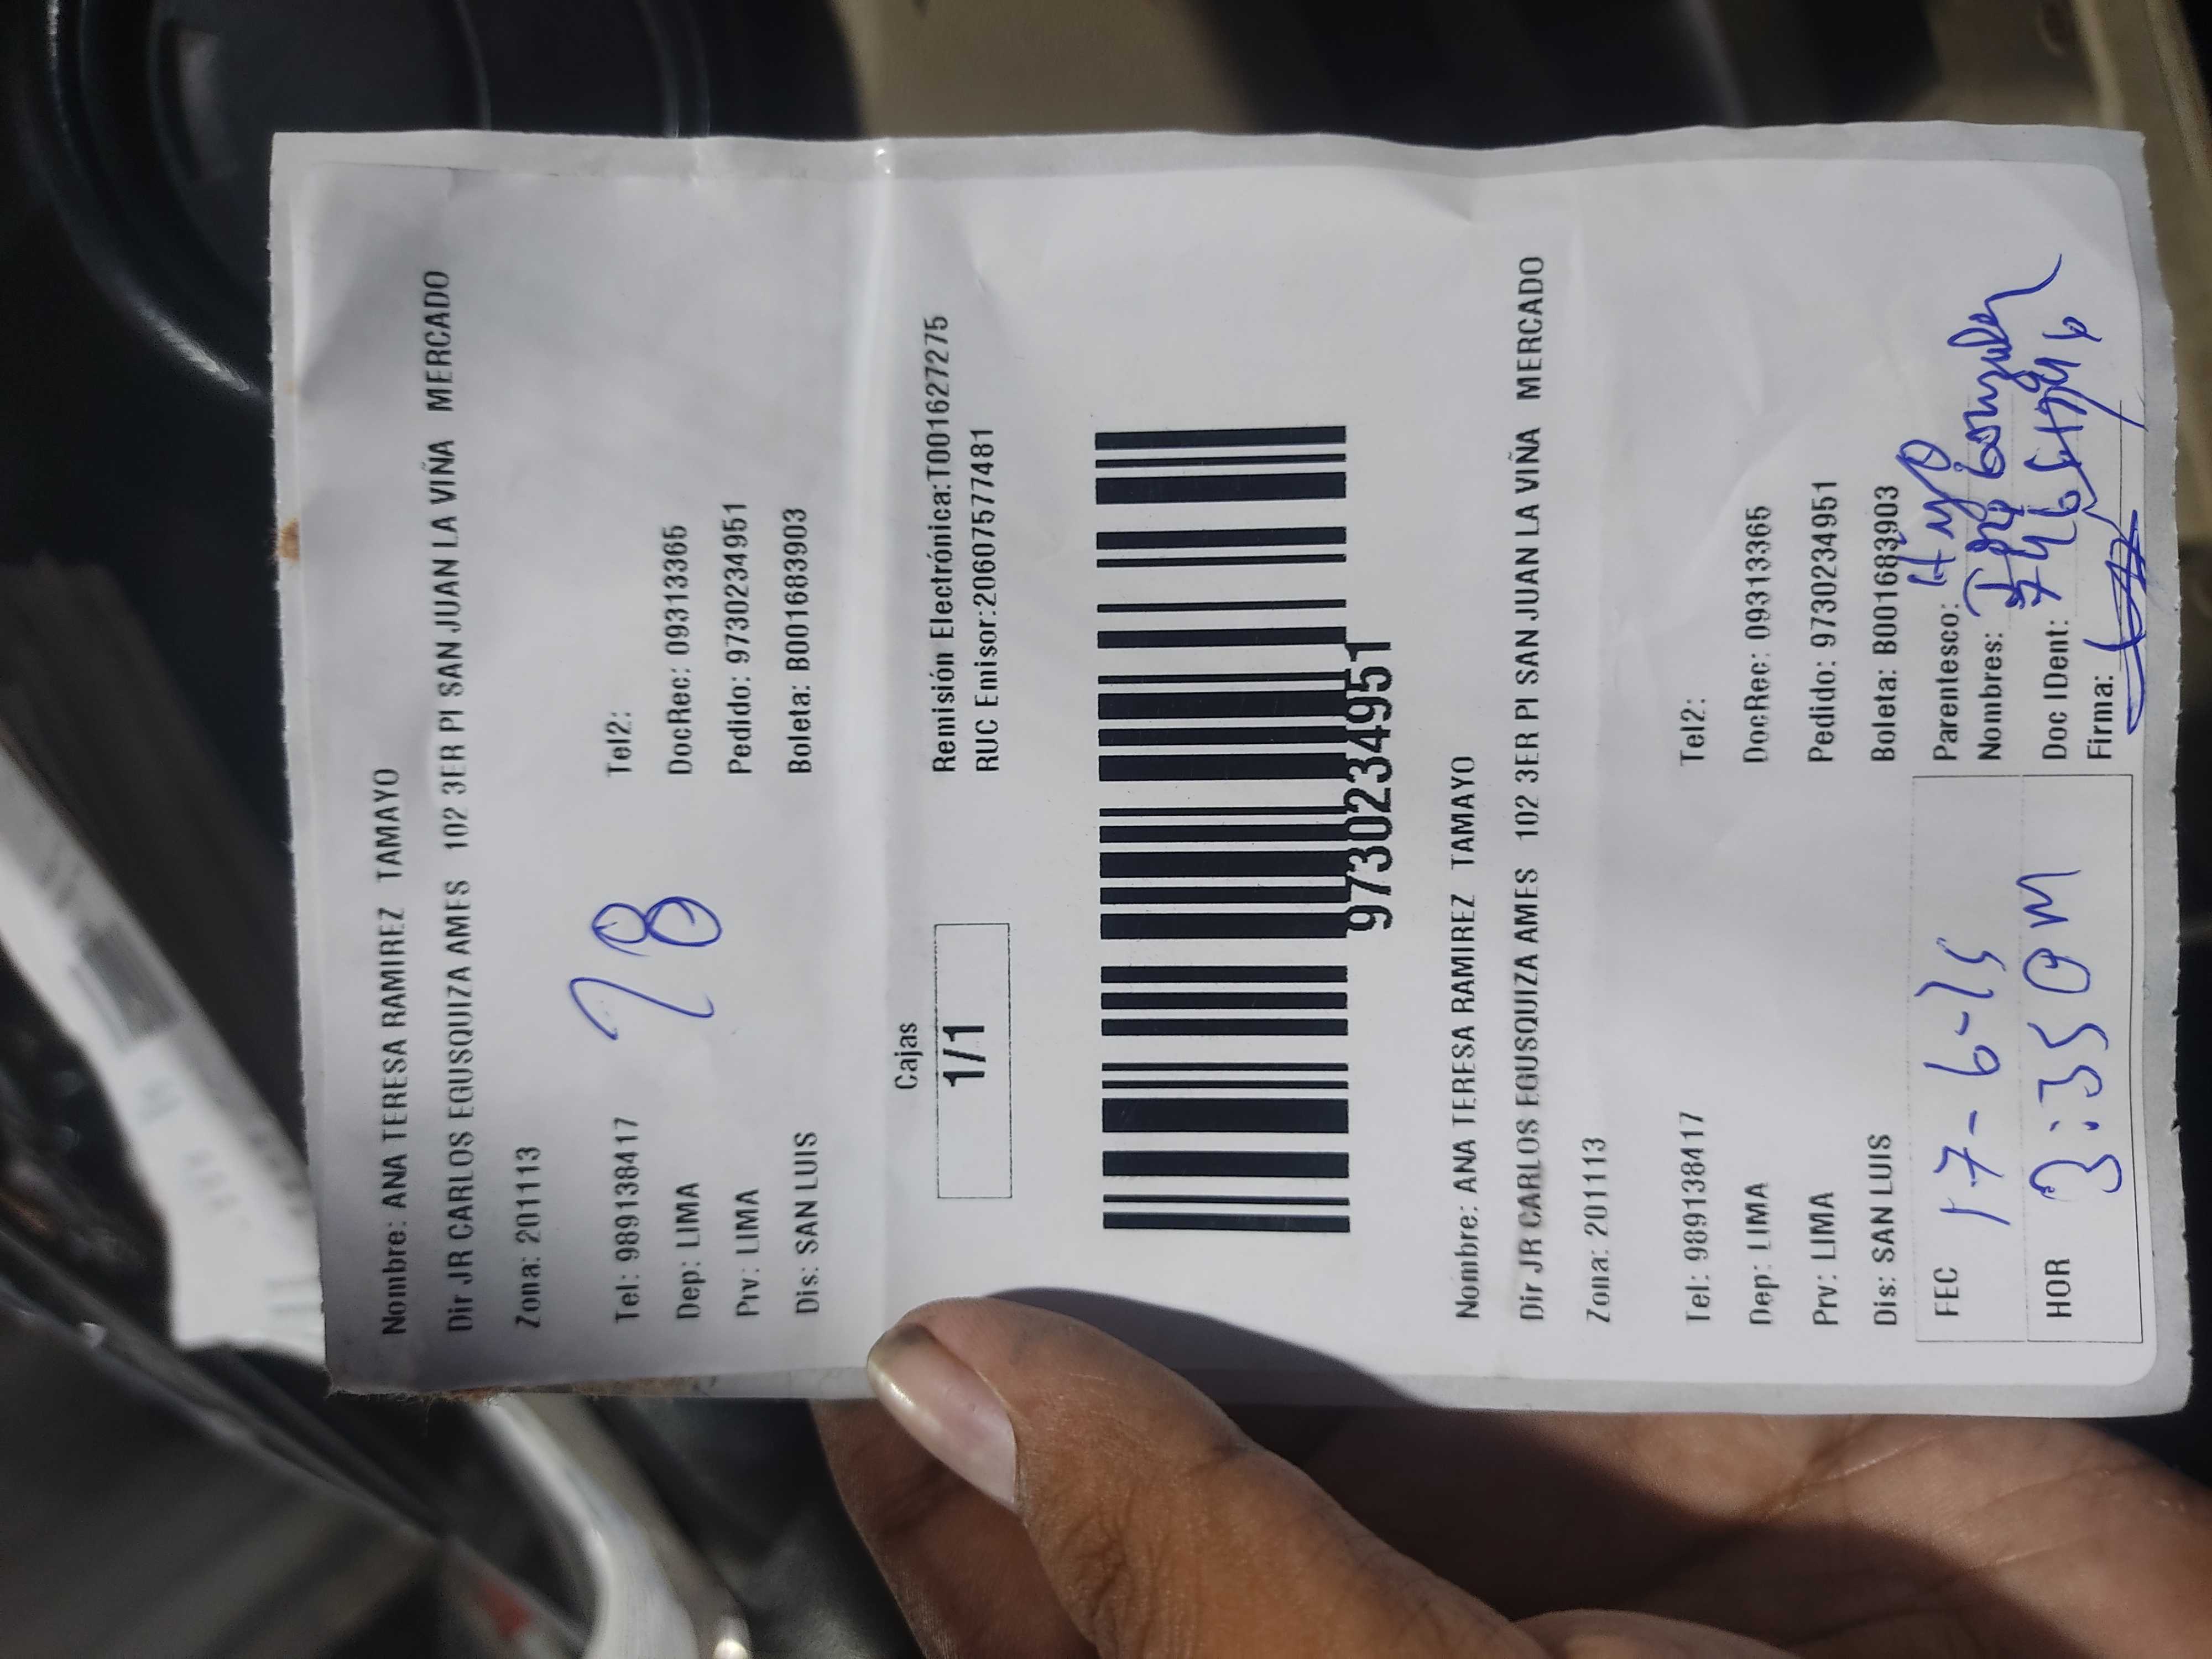 Nombre: ANA TERESA RAMIREZ TAMAYO
Dir JR CARLOS EGUSQUIZA AMES 102 3ER PI SAN JUAN LA VIÑA MERCADO
Zona: 201113
Tel: 989138417 Tel2:
Dep: LIMA DocRec: 09313365
Prv: LIMA Pedido: 9730234951
Dis: SAN LUIS Boleta: B001683903
78
Cajas
1/1
Remisión Electrónica:T001627275
RUC Emisor:20607577481
9730234951
Nombre: ANA TERESA RAMIREZ TAMAYO
Dir JR CARLOS EGUSQUIZA AMES 102 3ER PI SAN JUAN LA VIÑA MERCADO
Zona: 201113
Tel: 989138417 Tel2:
Dep: LIMA DocRec: 09313365
Prv: LIMA Pedido: 9730234951
Dis: SAN LUIS Boleta: B001683903
FEC 17-6-25
HOR 3:35 pm
Parentesco: Hijo
Nombres:
Doc IDent:
Firma: